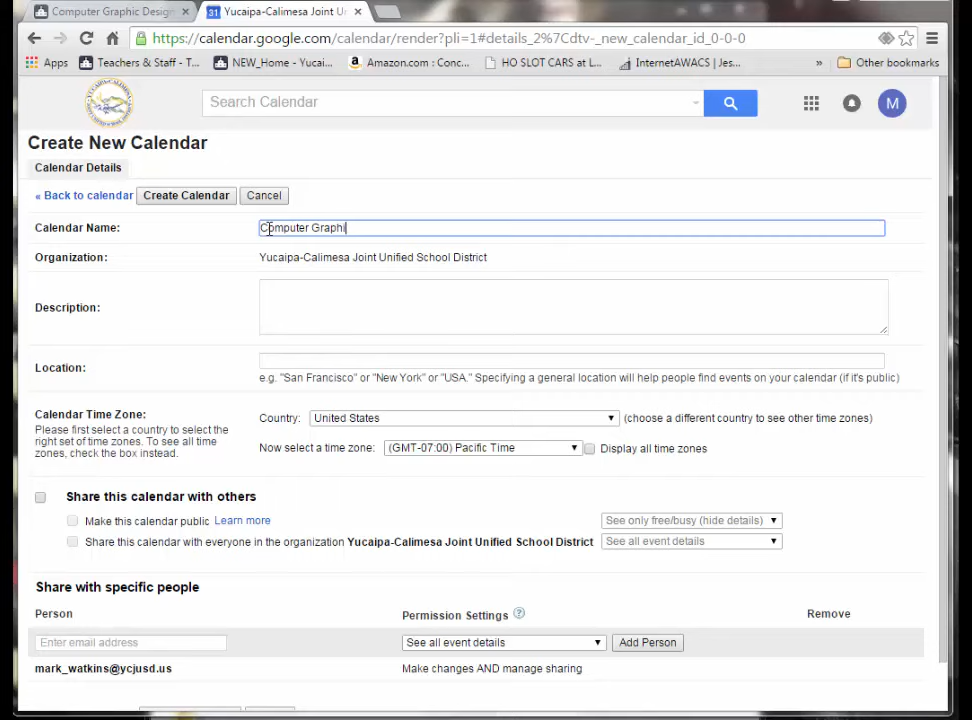 Computer Graphic Desig × 31 Yucaipa-Calimesa Joint U ×
https://calendar.google.com/calendar/render?pli=1#details_2%7Cdtv-_new_calendar_id_0-0-0
Apps Teachers & Staff - T... NEW_Home - Yucai... Amazon.com : Conc... HO SLOT CARS at L... InternetAWACS | Jes... » Other bookmarks
Search Calendar M
Create New Calendar
Calendar Details
« Back to calendar Create Calendar Cancel
Calendar Name: Computer Graphi
Organization: Yucaipa-Calimesa Joint Unified School District
Description:
Location:
e.g. "San Francisco" or "New York" or "USA." Specifying a general location will help people find events on your calendar (if it's public)
Calendar Time Zone:
Please first select a country to select the
right set of time zones. To see all time
zones, check the box instead.
Country: United States (choose a different country to see other time zones)
Now select a time zone: (GMT-07:00) Pacific Time Display all time zones
Share this calendar with others
Make this calendar public Learn more See only free/busy (hide details)
Share this calendar with everyone in the organization Yucaipa-Calimesa Joint Unified School District See all event details
Share with specific people
Person Permission Settings ? Remove
Enter email address See all event details Add Person
mark_watkins@ycjusd.us Make changes AND manage sharing